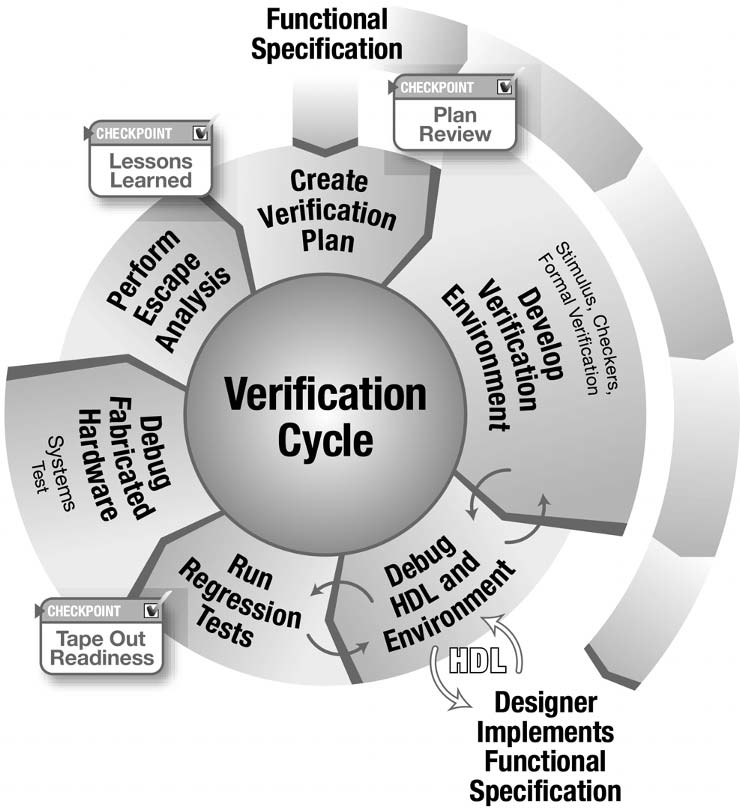 Functional
Specification
CHECKPOINT
Plan
Review
CHECKPOINT
Lessons
Learned
Create
Verification
Plan
Stimulus, Checkers,
Formal Verification
Develop
Verification
Environment
Perform
Escape
Analysis
Verification
Cycle
Debug
Fabricated
Hardware
Systems
Test
Debug
HDL and
Environment
Run
Regression
Tests
CHECKPOINT
Tape Out
Readiness
HDL
Designer
Implements
Functional
Specification